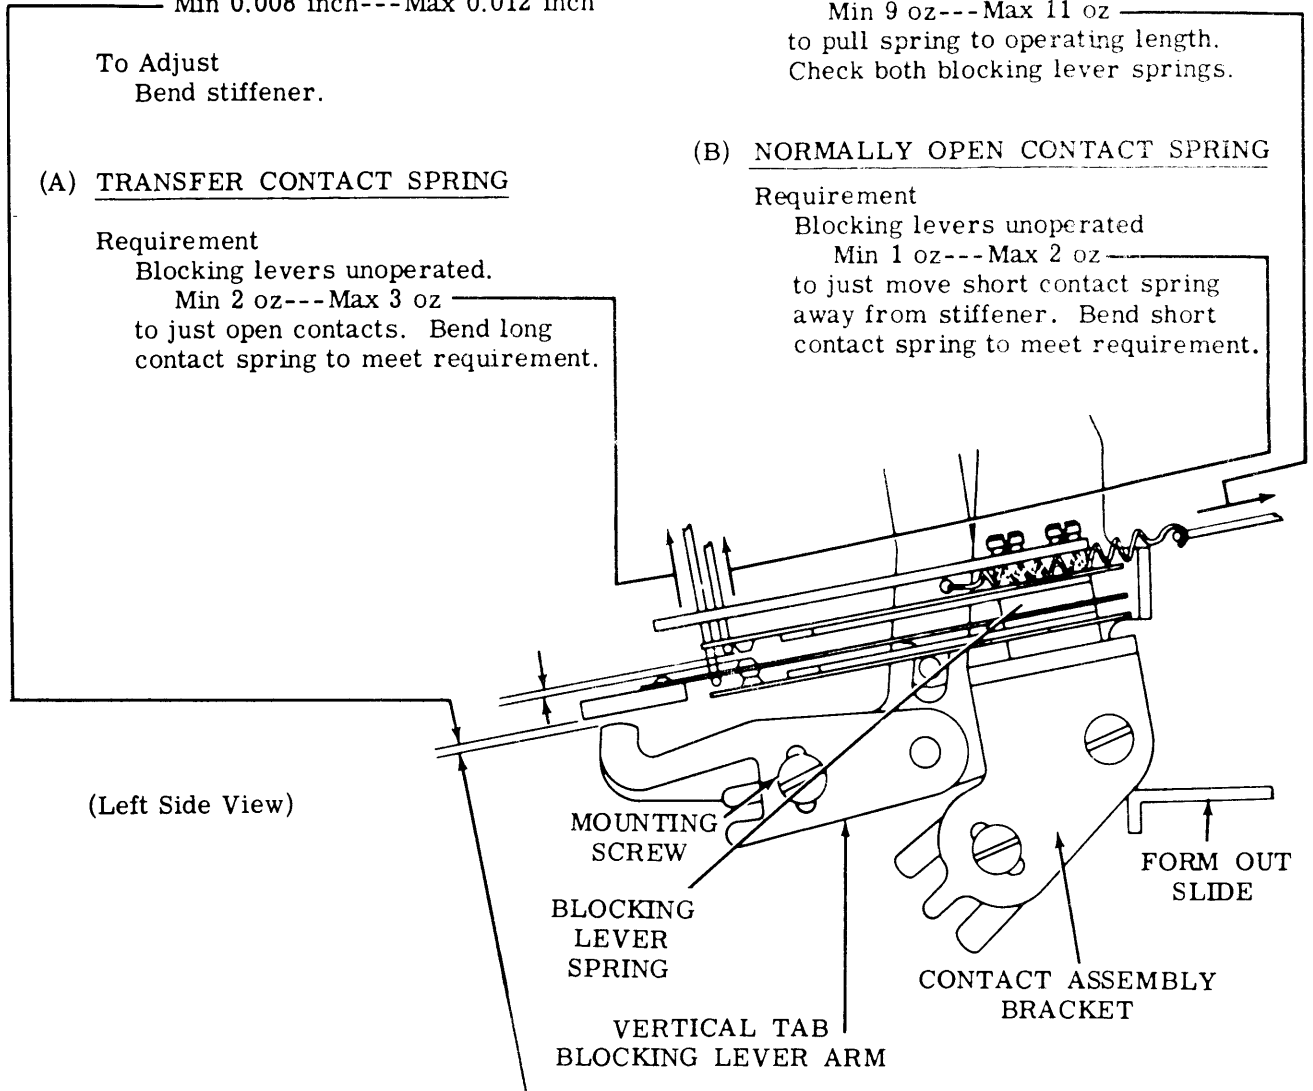 Min 0.008 inch---Max 0.012 inch
To Adjust
Bend stiffener.
(A) TRANSFER CONTACT SPRING
Requirement
Blocking levers unoperated.
Min 2 oz---Max 3 oz
to just open contacts. Bend long
contact spring to meet requirement.
Min 9 oz---Max 11 oz
to pull spring to operating length.
Check both blocking lever springs.
(B) NORMALLY OPEN CONTACT SPRING
Requirement
Blocking levers unoperated
Min 1 oz---Max 2 oz
to just move short contact spring
away from stiffener. Bend short
contact spring to meet requirement.
(Left Side View)
MOUNTING
SCREW
BLOCKING
LEVER
SPRING
VERTICAL TAB
BLOCKING LEVER ARM
CONTACT ASSEMBLY
BRACKET
FORM OUT
SLIDE